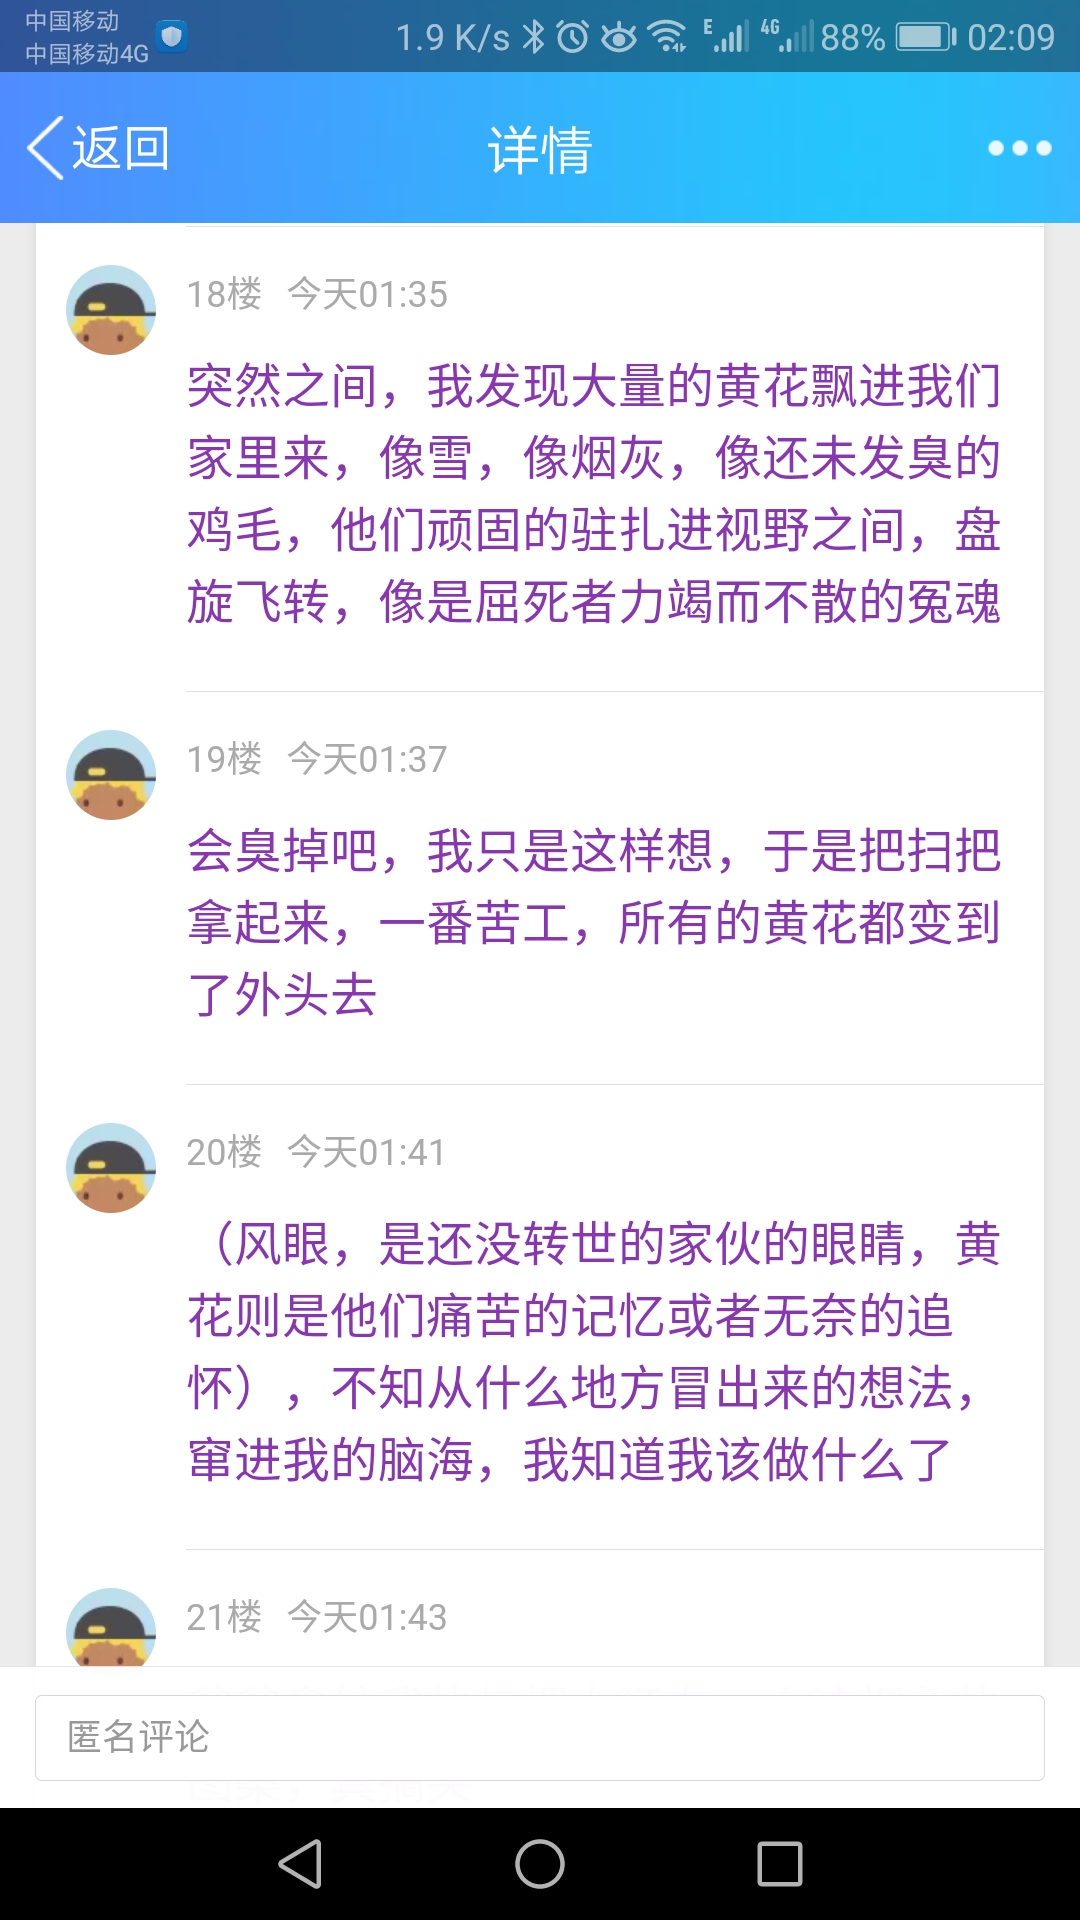 中国移动
中国移动4G
1.9 K/s
E
4G
88%
02:09
返回
详情
18楼 今天01:35
突然之间，我发现大量的黄花飘进我们
家里来，像雪，像烟灰，像还未发臭的
鸡毛，他们顽固的驻扎进视野之间，盘
旋飞转，像是屈死者力竭而不散的冤魂
19楼 今天01:37
会臭掉吧，我只是这样想，于是把扫把
拿起来，一番苦工，所有的黄花都变到
了外头去
20楼 今天01:41
（风眼，是还没转世的家伙的眼睛，黄
花则是他们痛苦的记忆或者无奈的追
怀），不知从什么地方冒出来的想法，
窜进我的脑海，我知道我该做什么了
21楼 今天01:43
匿名评论